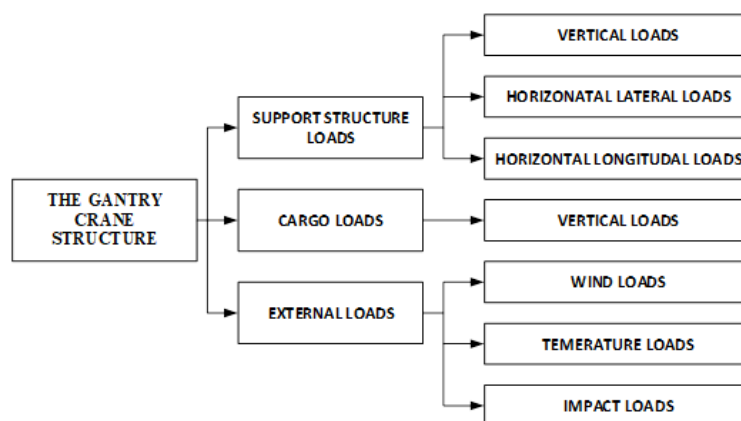 THE GANTRY
CRANE
STRUCTURE
SUPPORT STRUCTURE
LOADS
CARGO LOADS
EXTERNAL LOADS
VERTICAL LOADS
HORIZONATAL LATERAL LOADS
HORIZONTAL LONGITUDAL LOADS
VERTICAL LOADS
WIND LOADS
TEMERATURE LOADS
IMPACT LOADS